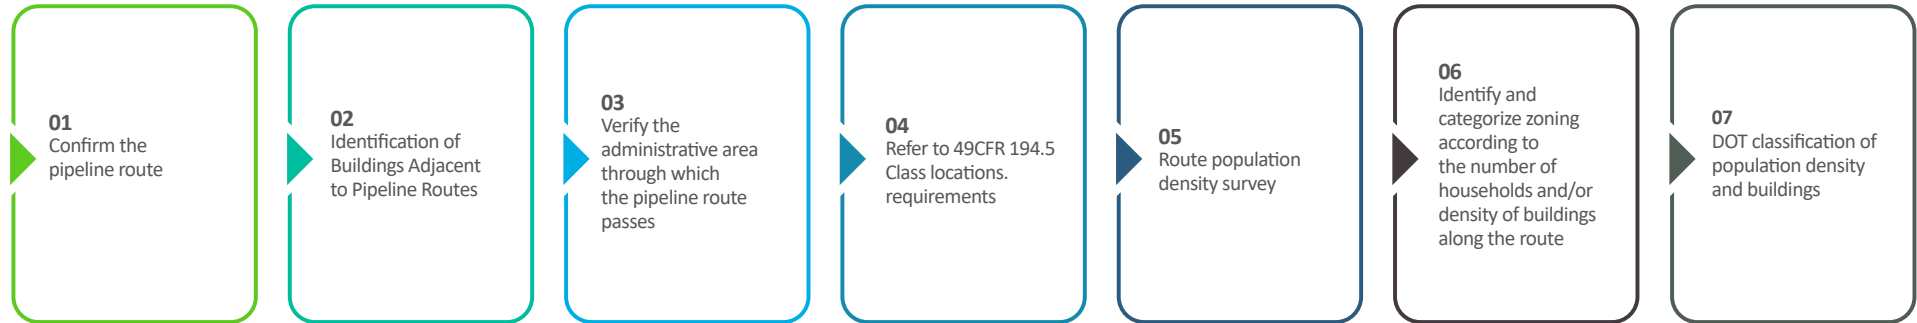 01
Confirm the
pipeline route
02
Identification of
Buildings Adjacent
to Pipeline Routes
03
Verify the
administrative area
through which
the pipeline route
passes
04
Refer to 49CFR 194.5
Class locations.
requirements
05
Route population
density survey
06
Identify and
categorize zoning
according to
the number of
households and/or
density of buildings
along the route
07
DOT classification of
population density
and buildings